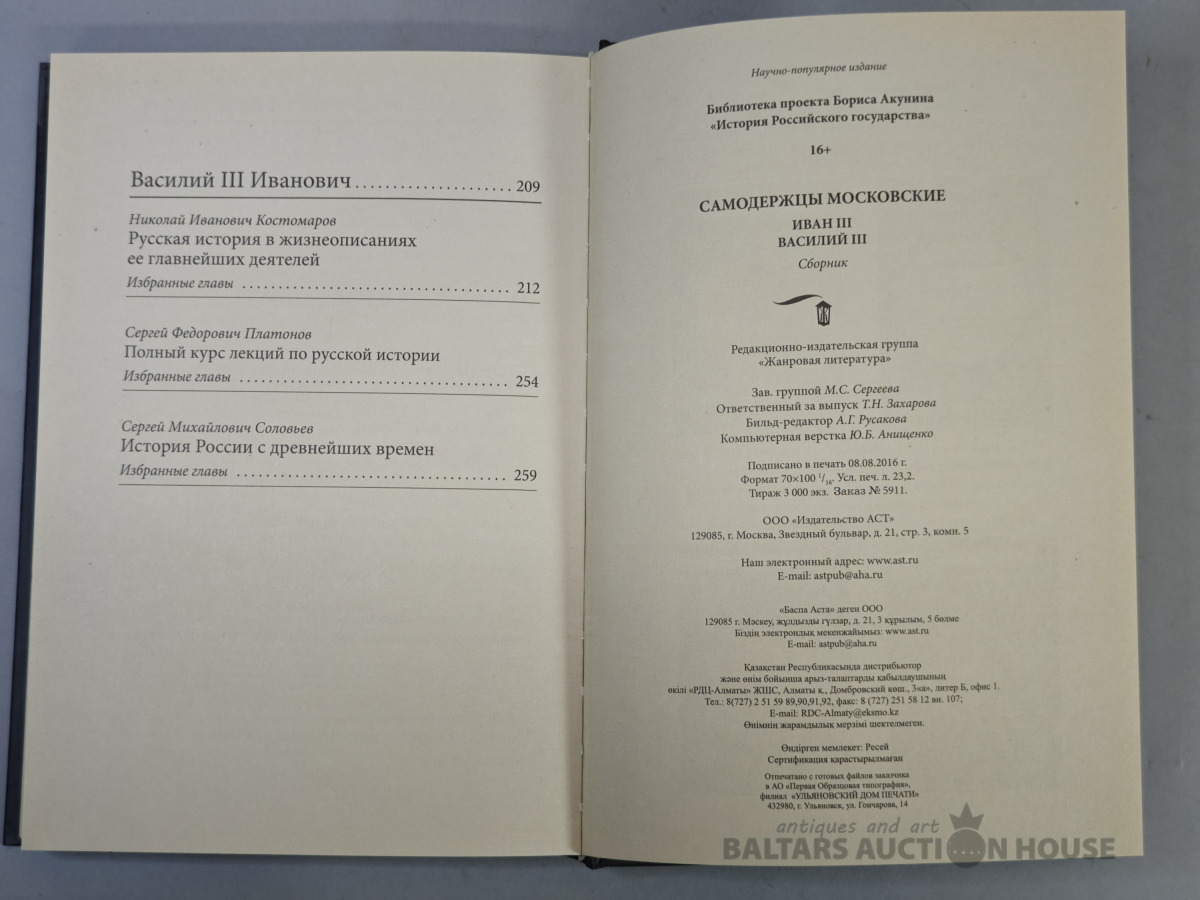 Василий III Иванович .................... 209
Николай Иванович Костомаров
Русская история в жизнеописаниях
ее главнейших деятелей
Избранные главы .................................. 212
Сергей Федорович Платонов
Полный курс лекций по русской истории
Избранные главы .................................. 254
Сергей Михайлович Соловьев
История России с древнейших времен
Избранные главы .................................. 259
Научно-популярное издание
Библиотека проекта Бориса Акунина
«История Российского государства»
16+
САМОДЕРЖЦЫ МОСКОВСКИЕ
ИВАН III
ВАСИЛИЙ III
Сборник
Редакционно-издательская группа
«Жанровая литература»
Зав. группой М.С. Сергеева
Ответственный за выпуск Т.Н. Захарова
Бильд-редактор А.Г. Русакова
Компьютерная верстка Ю.Б. Анищенко
Подписано в печать 08.08.2016 г.
Формат 70×100 1/16. Усл. печ. л. 23,2.
Тираж 3 000 экз. Заказ № 5911.
ООО «Издательство АСТ»
129085, г. Москва, Звездный бульвар, д. 21, стр. 3, комн. 5
Наш электронный адрес: www.ast.ru
E-mail: astpub@aha.ru
«Баспа Аста» деген ООО
129085 г. Мәскеу, жұлдызды гүлзар, д. 21, 3 құрылым, 5 бөлме
Біздің электрондық мекенжайымыз: www.ast.ru
E-mail: astpub@aha.ru
Қазақстан Республикасында дистрибьютор
және өнім бойынша арыз-талаптарды қабылдаушының
өкілі «РДЦ-Алматы» ЖШС, Алматы қ., Домбровский көш., 3«а», литер Б, офис 1.
Тел.: 8(727) 2 51 59 89,90,91,92, факс: 8 (727) 251 58 12 вн. 107;
E-mail: RDC-Almaty@eksmo.kz
Өнімнің жарамдылық мерзімі шектелмеген.
Өндірген мемлекет: Ресей
Сертификация қарастырылмаған
Отпечатано с готовых файлов заказчика
в АО «Первая Образцовая типография»,
филиал «УЛЬЯНОВСКИЙ ДОМ ПЕЧАТИ»
432980, г. Ульяновск, ул. Гончарова, 14
antiques and art
BALTARS AUCTION HOUSE